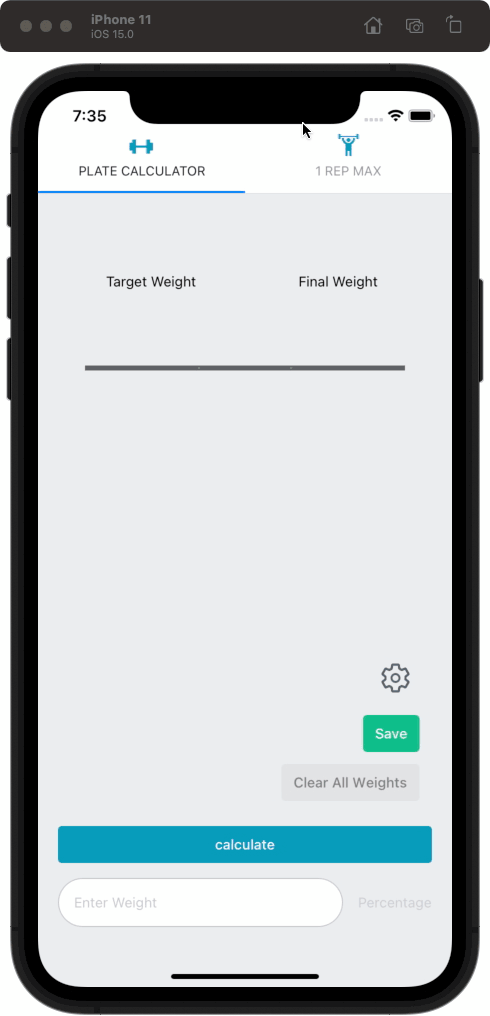 iPhone 11
iOS 15.0
7:35
PLATE CALCULATOR
1 REP MAX
Target Weight
Final Weight
Save
Clear All Weights
calculate
Enter Weight
Percentage